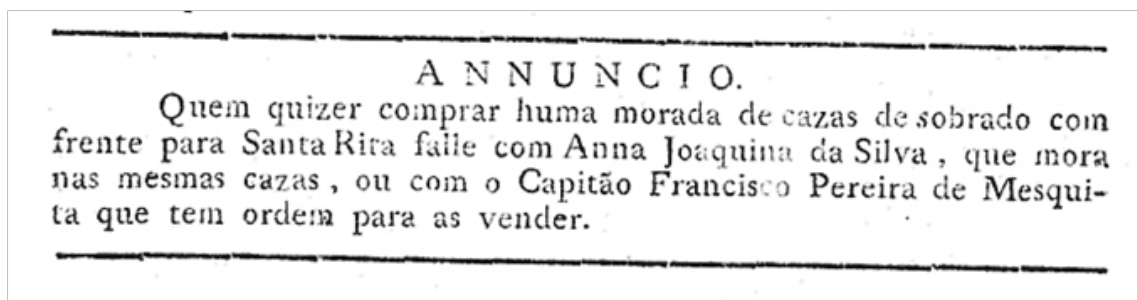 ANNUNCIO.
Quem quizer comprar huma morada de cazas de sobrado com
frente para Santa Rita falle com Anna Joaquina da Silva, que mora
nas mesmas cazas, ou com o Capitão Francisco Pereira de Mesqui-
ta que tem ordem para as vender.